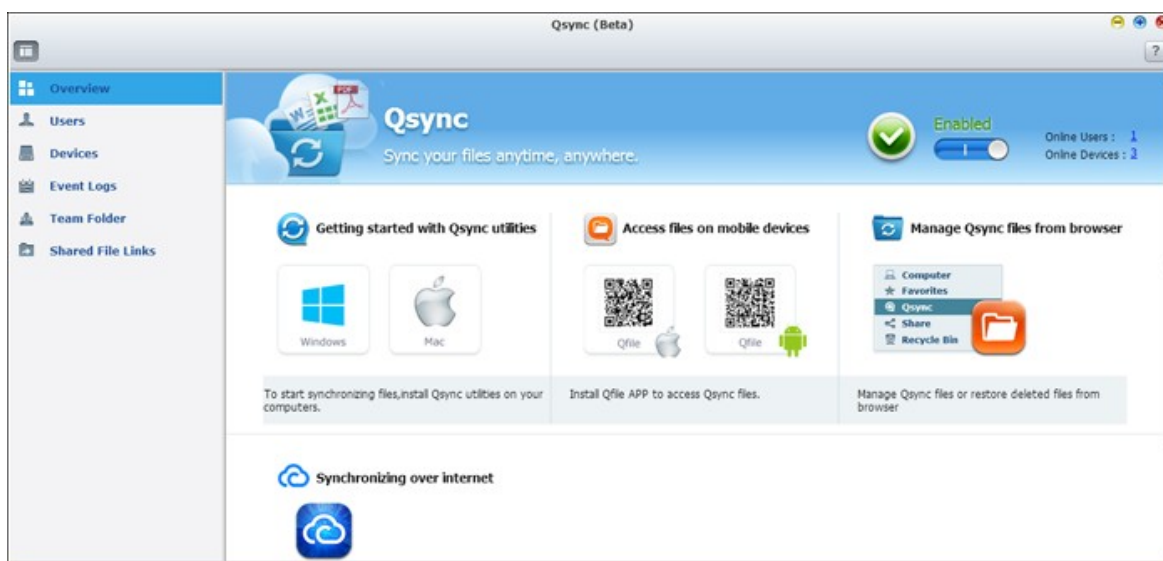 Qsync (Beta)
?
Overview
Users
Devices
Event Logs
Team Folder
Shared File Links
W
X
PDF
Qsync
Sync your files anytime, anywhere.
Enabled
Online Users : 1
Online Devices : 3
Getting started with Qsync utilities
Windows
Mac
To start synchronizing files,install Qsync utilities on your
computers.
Access files on mobile devices
Qfile
Qfile
Install Qfile APP to access Qsync files.
Manage Qsync files from browser
Computer
Favorites
Qsync
Share
Recycle Bin
Manage Qsync files or restore deleted files from
browser
Synchronizing over internet